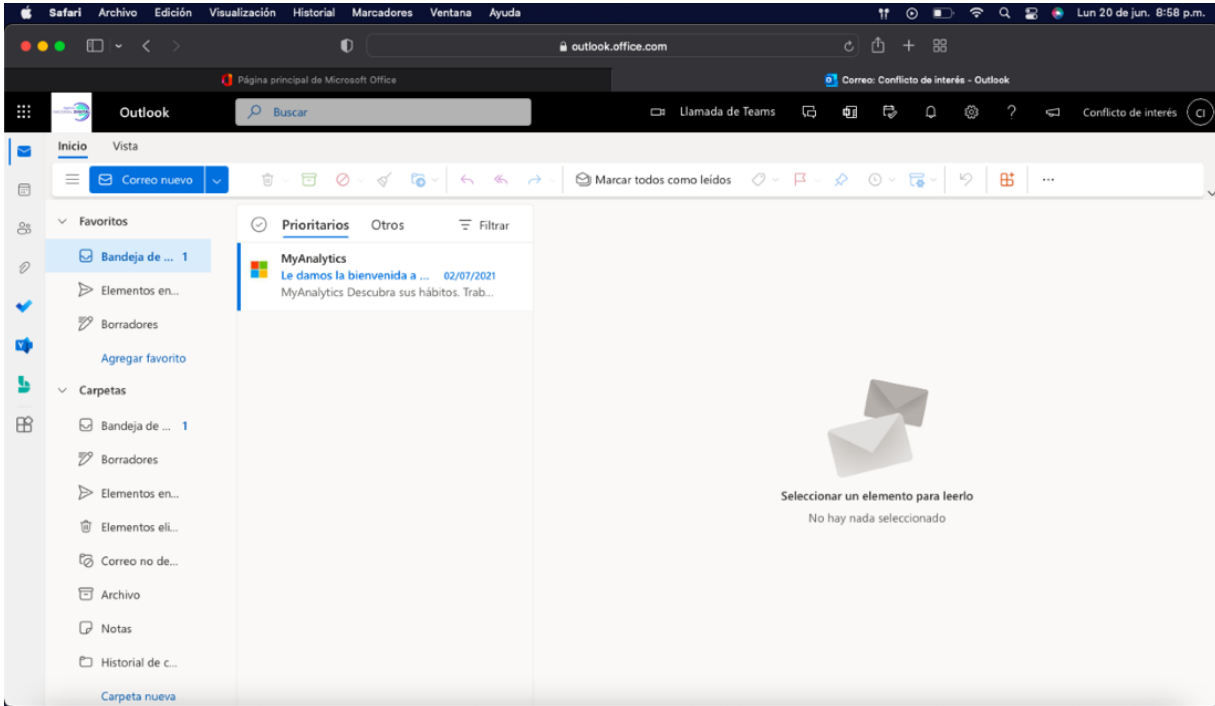 Safari Archivo Edición Visualización Historial Marcadores Ventana Ayuda
Lun 20 de jun. 8:58 p.m.
outlook.office.com
Página principal de Microsoft Office
Correo: Conflicto de interés - Outlook
Outlook
Buscar
Llamada de Teams
Conflicto de interés
CI
Inicio Vista
Correo nuevo
Marcar todos como leídos
Favoritos
Bandeja de ... 1
Elementos en...
Borradores
Agregar favorito
Carpetas
Bandeja de ... 1
Borradores
Elementos en...
Elementos eli...
Correo no de...
Archivo
Notas
Historial de c...
Carpeta nueva
Prioritarios Otros Filtrar
MyAnalytics
Le damos la bienvenida a ... 02/07/2021
MyAnalytics Descubra sus hábitos. Trab...
Seleccionar un elemento para leerlo
No hay nada seleccionado